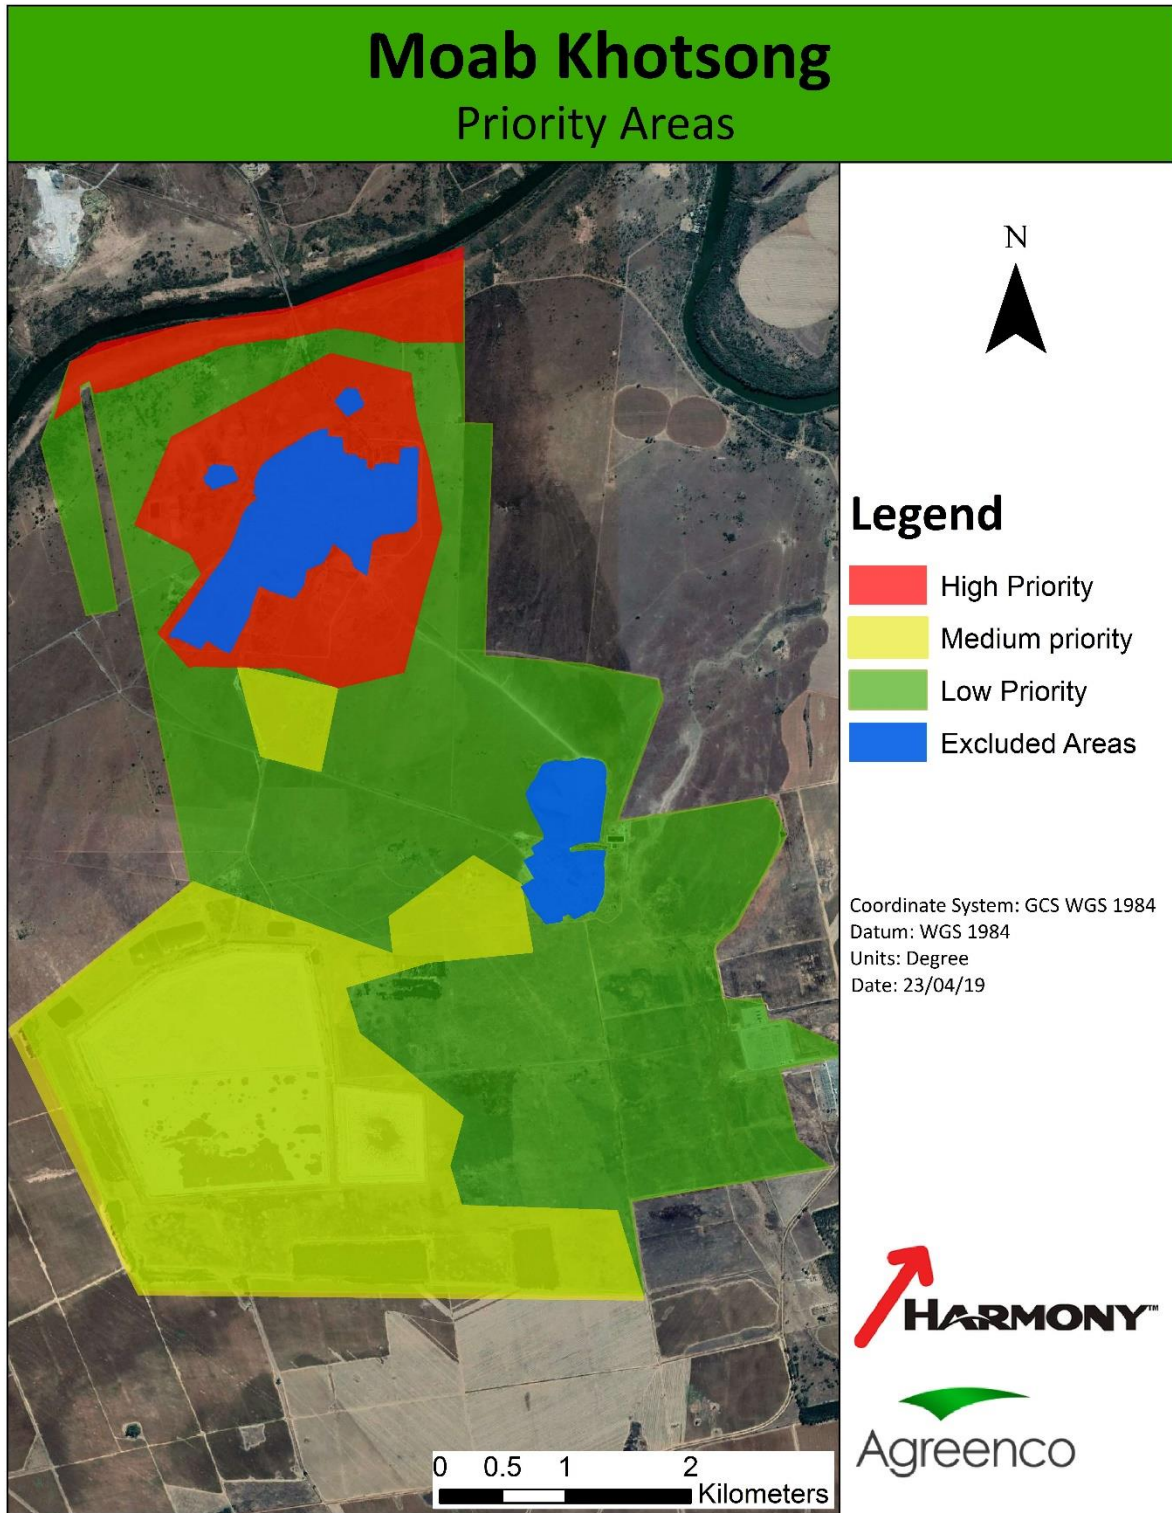 Moab Khotsong
Priority Areas
N
Legend
High Priority
Medium priority
Low Priority
Excluded Areas
Coordinate System: GCS WGS 1984
Datum: WGS 1984
Units: Degree
Date: 23/04/19
HARMONY™
Agreenco
0 0.5 1 2
Kilometers